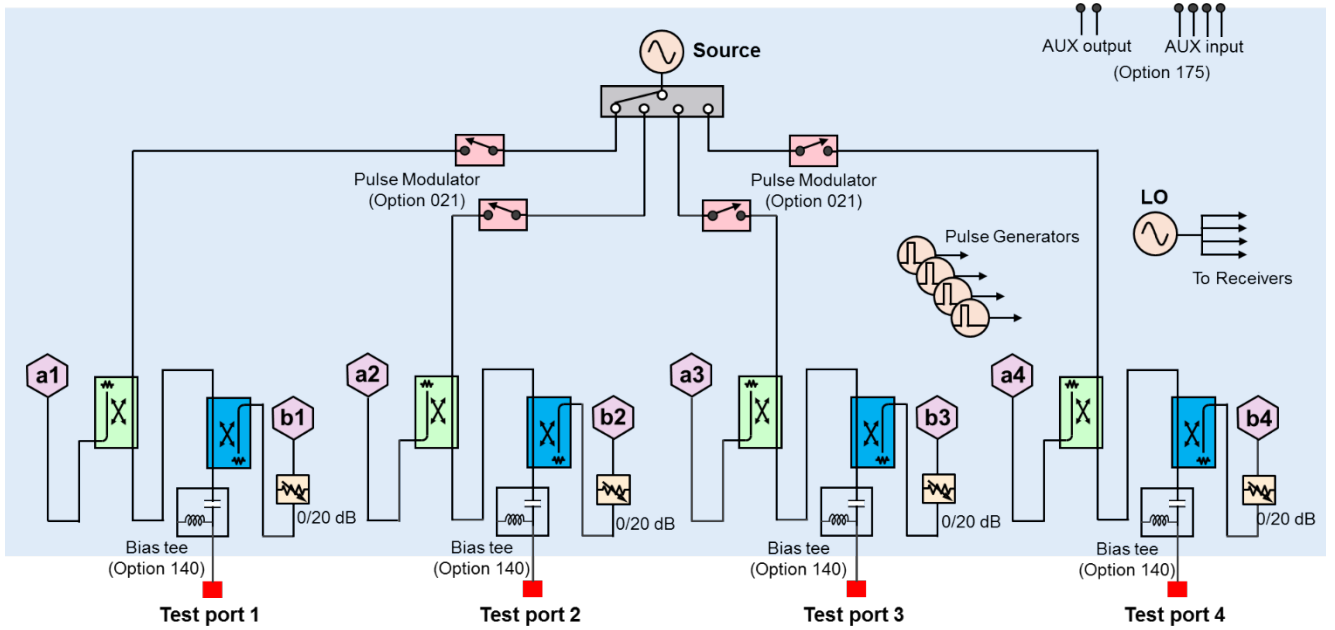 Source
AUX output
AUX input
(Option 175)
Pulse Modulator
(Option 021)
Pulse Modulator
(Option 021)
LO
To Receivers
Pulse Generators
a1
b1
a2
b2
a3
b3
a4
b4
0/20 dB
0/20 dB
0/20 dB
0/20 dB
Bias tee
(Option 140)
Bias tee
(Option 140)
Bias tee
(Option 140)
Bias tee
(Option 140)
Test port 1
Test port 2
Test port 3
Test port 4